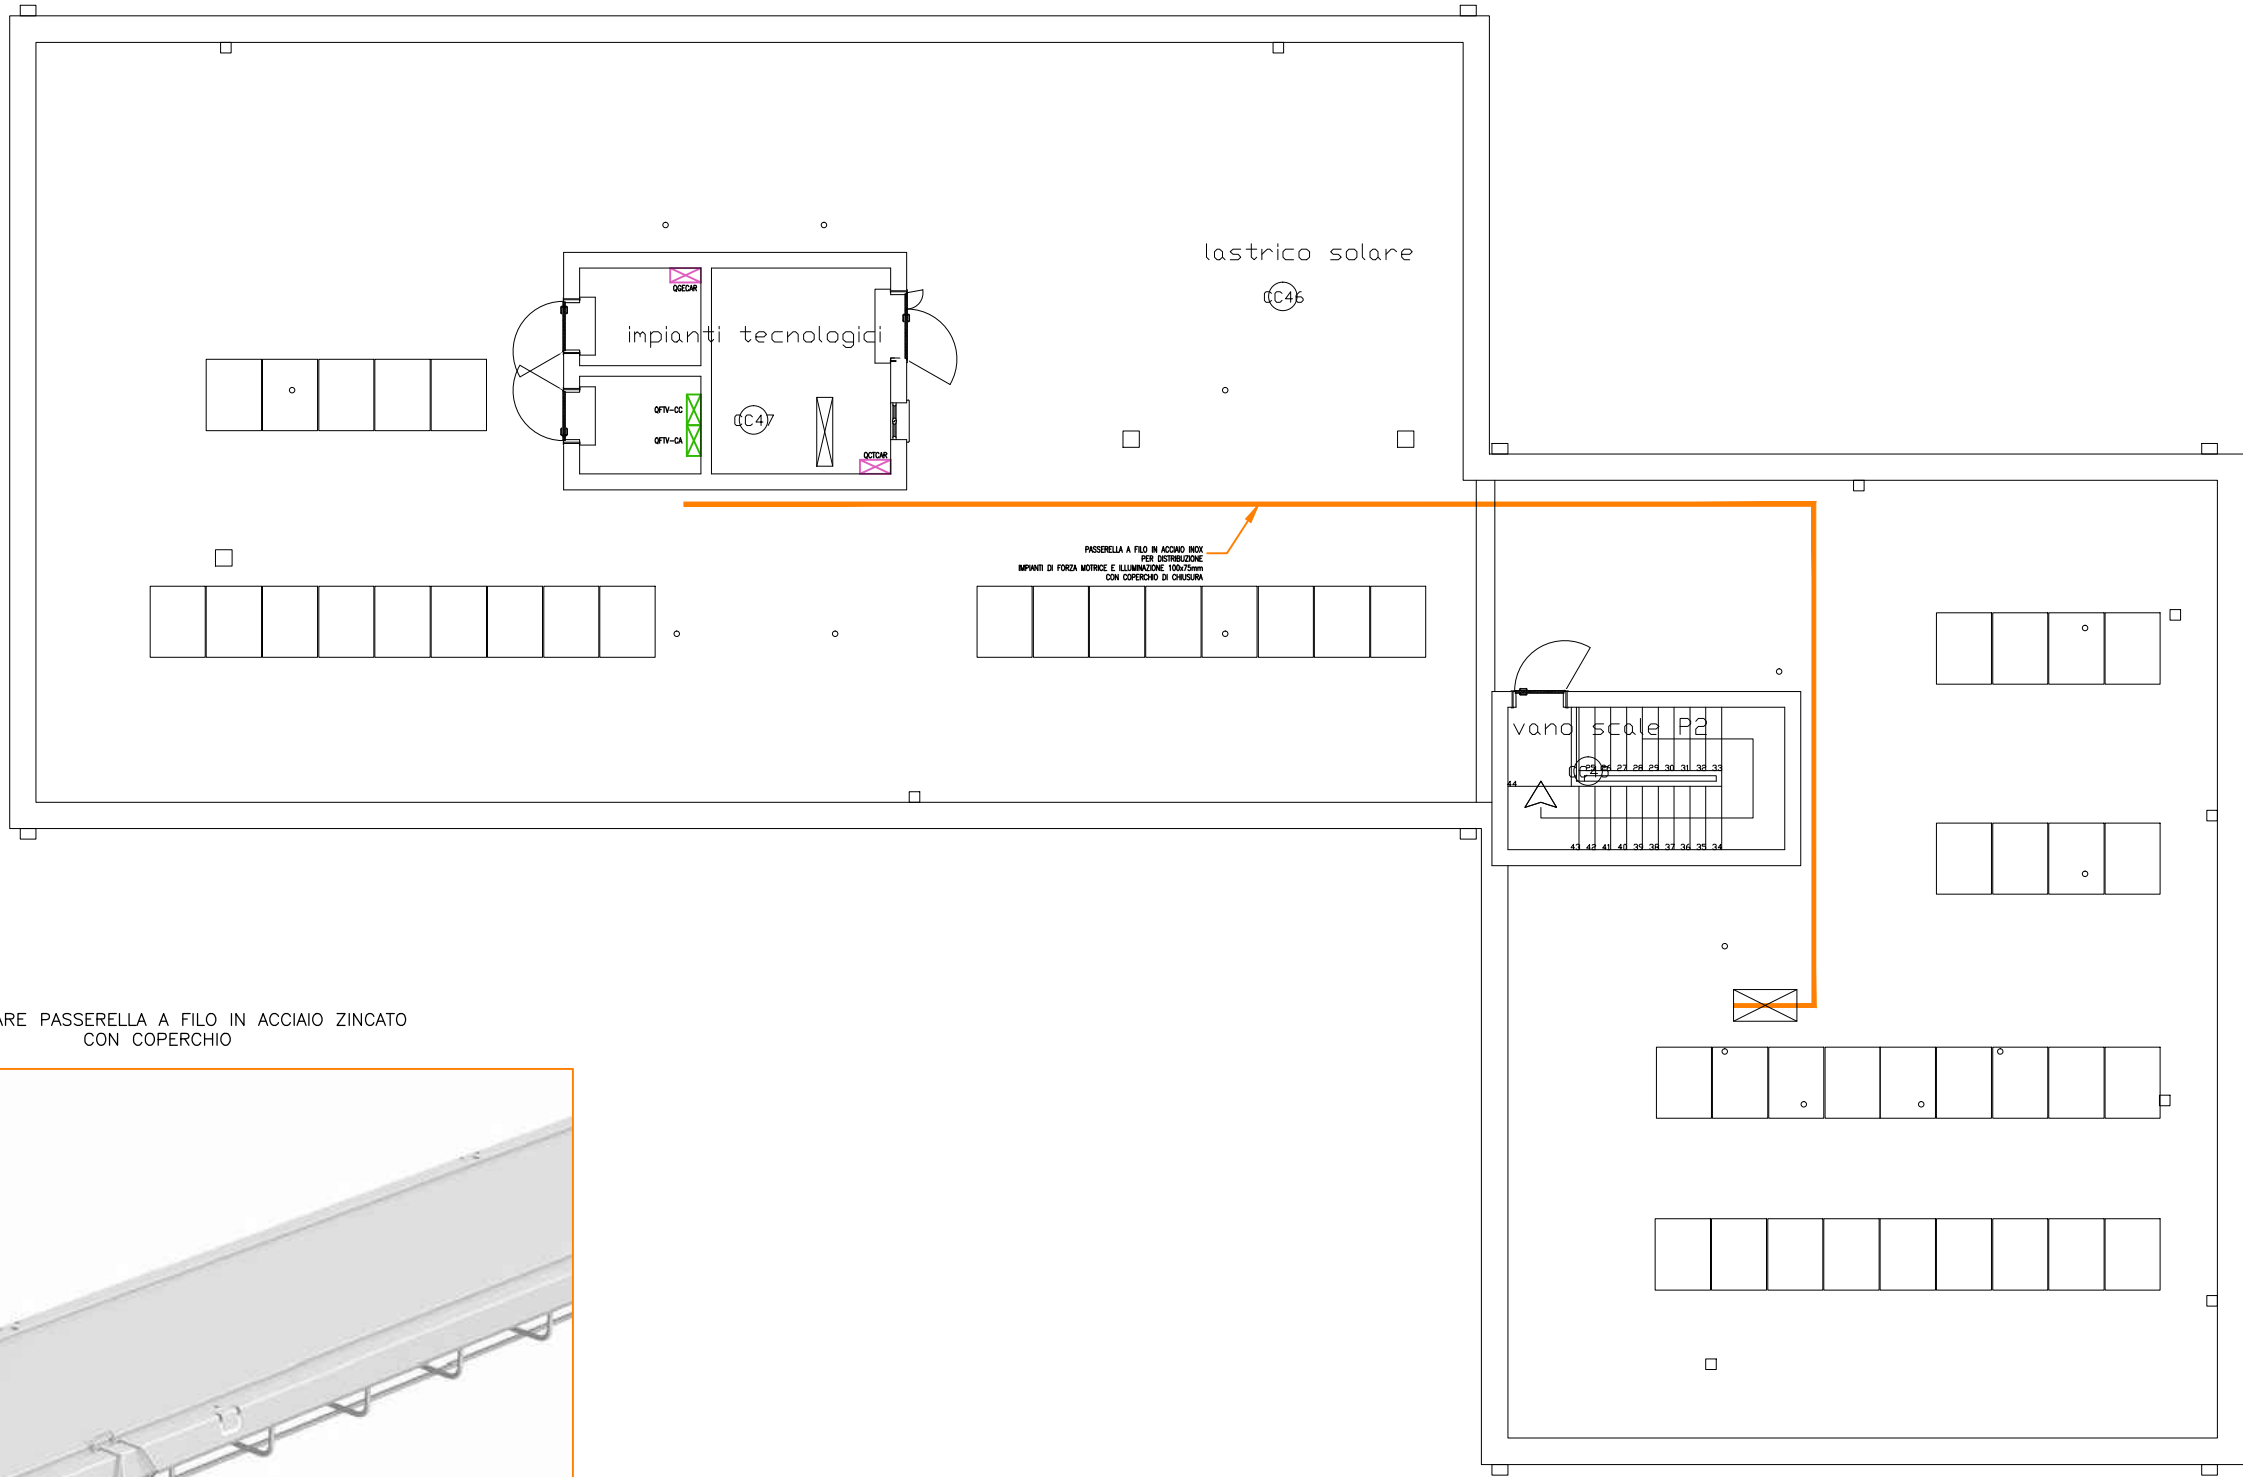 lastrico solare
CC46
QGECAR
impianti tecnologici
QFTV-CC
CC47
QFTV-CA
QCTCAR
PASSERELLA A FILO IN ACCIAIO INOX
PER DISTRIBUZIONE
IMPIANTI DI FORZA MOTRICE E ILLUMINAZIONE 100x75mm
CON COPERCHIO DI CHIUSURA
vano scale P2
25 26 27 28 29 30 31 32 33
44
43 42 41 40 39 38 37 36 35 34
ARE PASSERELLA A FILO IN ACCIAIO ZINCATO
CON COPERCHIO